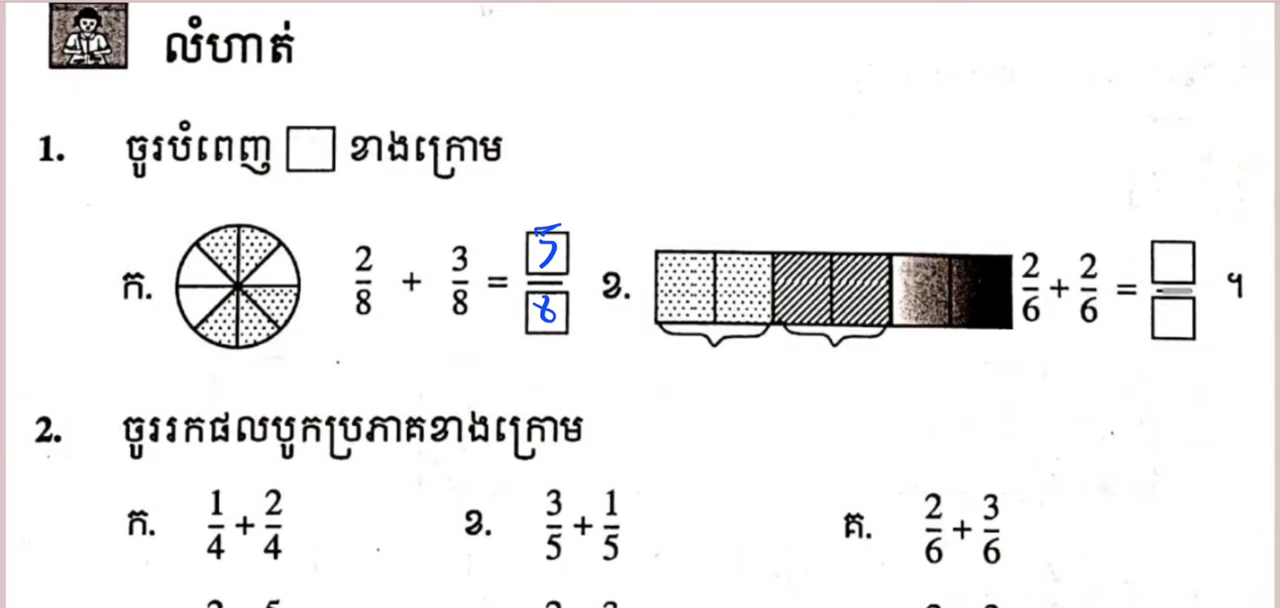 លំហាត់
1. ចូរបំពេញ □ ខាងក្រោម
ក. 2/8 + 3/8 = 5/8 ខ. 2/6 + 2/6 = □/□ ។
2. ចូររកផលបូកប្រភាគខាងក្រោម
ក. 1/4 + 2/4 ខ. 3/5 + 1/5 គ. 2/6 + 3/6